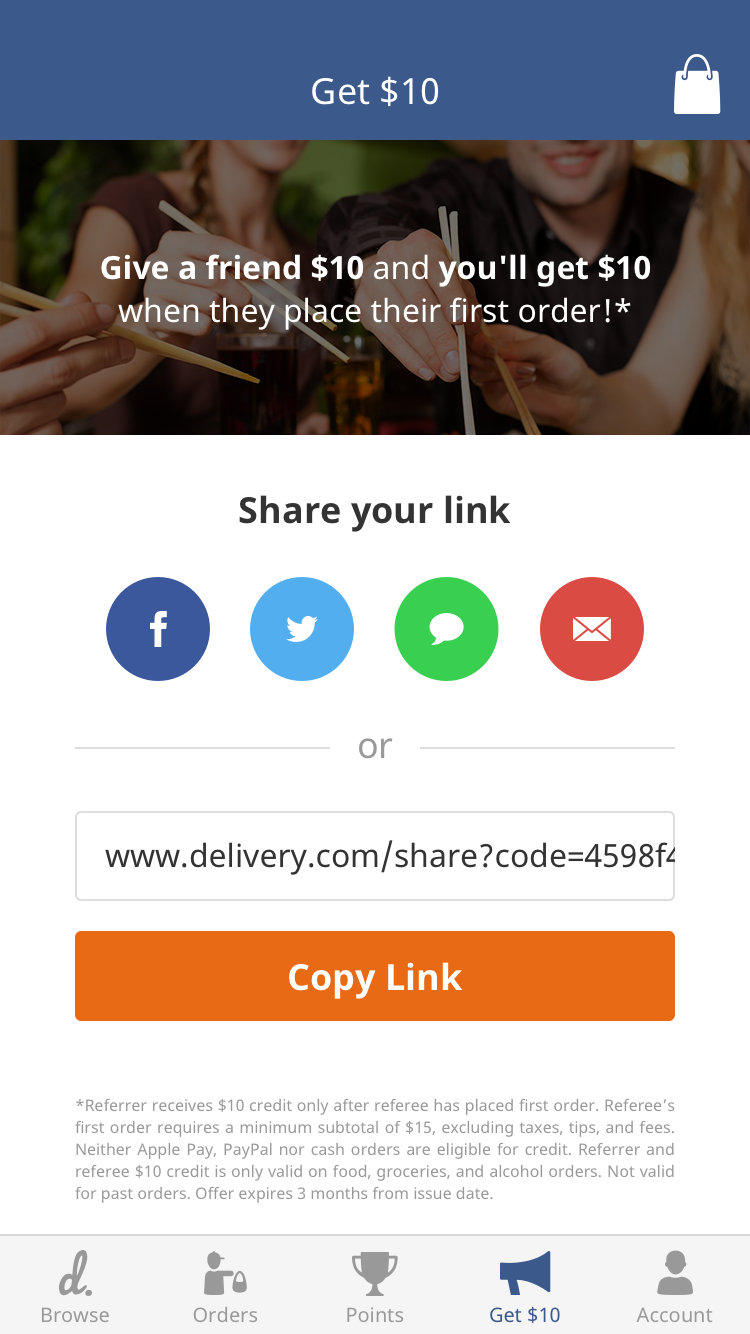 Get $10
Give a friend $10 and you'll get $10
when they place their first order!*
Share your link
or
www.delivery.com/share?code=4598f4
Copy Link
*Referrer receives $10 credit only after referee has placed first order. Referee’s
first order requires a minimum subtotal of $15, excluding taxes, tips, and fees.
Neither Apple Pay, PayPal nor cash orders are eligible for credit. Referrer and
referee $10 credit is only valid on food, groceries, and alcohol orders. Not valid
for past orders. Offer expires 3 months from issue date.
Browse Orders Points Get $10 Account